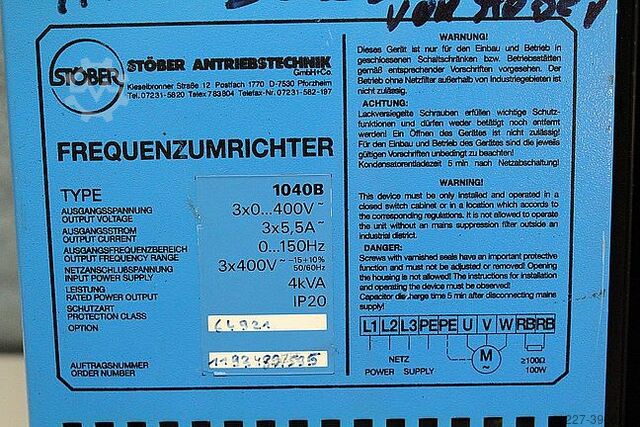 von Stöber
STÖBER
STÖBER ANTRIEBSTECHNIK
GmbH+Co.
Kieselbronner Straße 12 Postfach 1770 D-7530 Pforzheim
Tel. 07231-5820 Telex 783804 Telefax-Nr. 07231-582-197
FREQUENZUMRICHTER
TYPE 1040B
AUSGANGSSPANNUNG
OUTPUT VOLTAGE 3x0...400V~
AUSGANGSSTROM
OUTPUT CURRENT 3x5,5A~
AUSGANGSFREQUENZBEREICH
OUTPUT FREQUENCY RANGE 0...150Hz
NETZANSCHLUSSPANNUNG
INPUT POWER SUPPLY 3x400V~ -15+10% 50/60Hz
LEISTUNG
RATED POWER OUTPUT 4kVA
SCHUTZART
PROTECTION CLASS IP20
OPTION
AUFTRAGSNUMMER
ORDER NUMBER
WARNUNG!
Dieses Gerät ist nur für den Einbau und Betrieb in
geschlossenen Schaltschränken bzw. Betriebsstätten
gemäß entsprechender Vorschriften vorgesehen. Der
Betrieb ohne Netzfilter außerhalb von Industriegebieten ist
nicht zulässig.
ACHTUNG:
Lackversiegelte Schrauben erfüllen wichtige Schutz-
funktionen und dürfen weder betätigt noch entfernt
werden! Ein Öffnen des Gerätes ist nicht zulässig!
Für den Einbau und Betrieb des Gerätes sind die jeweils
gültigen Vorschriften unbedingt zu beachten!
Kondensatorentladezeit 5 min nach Netzabschaltung!
WARNING!
This device must be only installed and operated in a
closed switch cabinet or in a location which accords to
the corresponding regulations. It is not allowed to operate
the unit without an mains suppression filter outside an
industrial district.
DANGER:
Screws with varnished seals have an important protective
function and must not be adjusted or removed! Opening
the housing is not allowed! The instructions for installation
and operating the device must be observed!
Capacitor discharge time 5 min after disconnecting mains
supply!
L1 L2 L3 PE PE U V W RB RB
NETZ
POWER SUPPLY
M
~
≥100Ω
100W